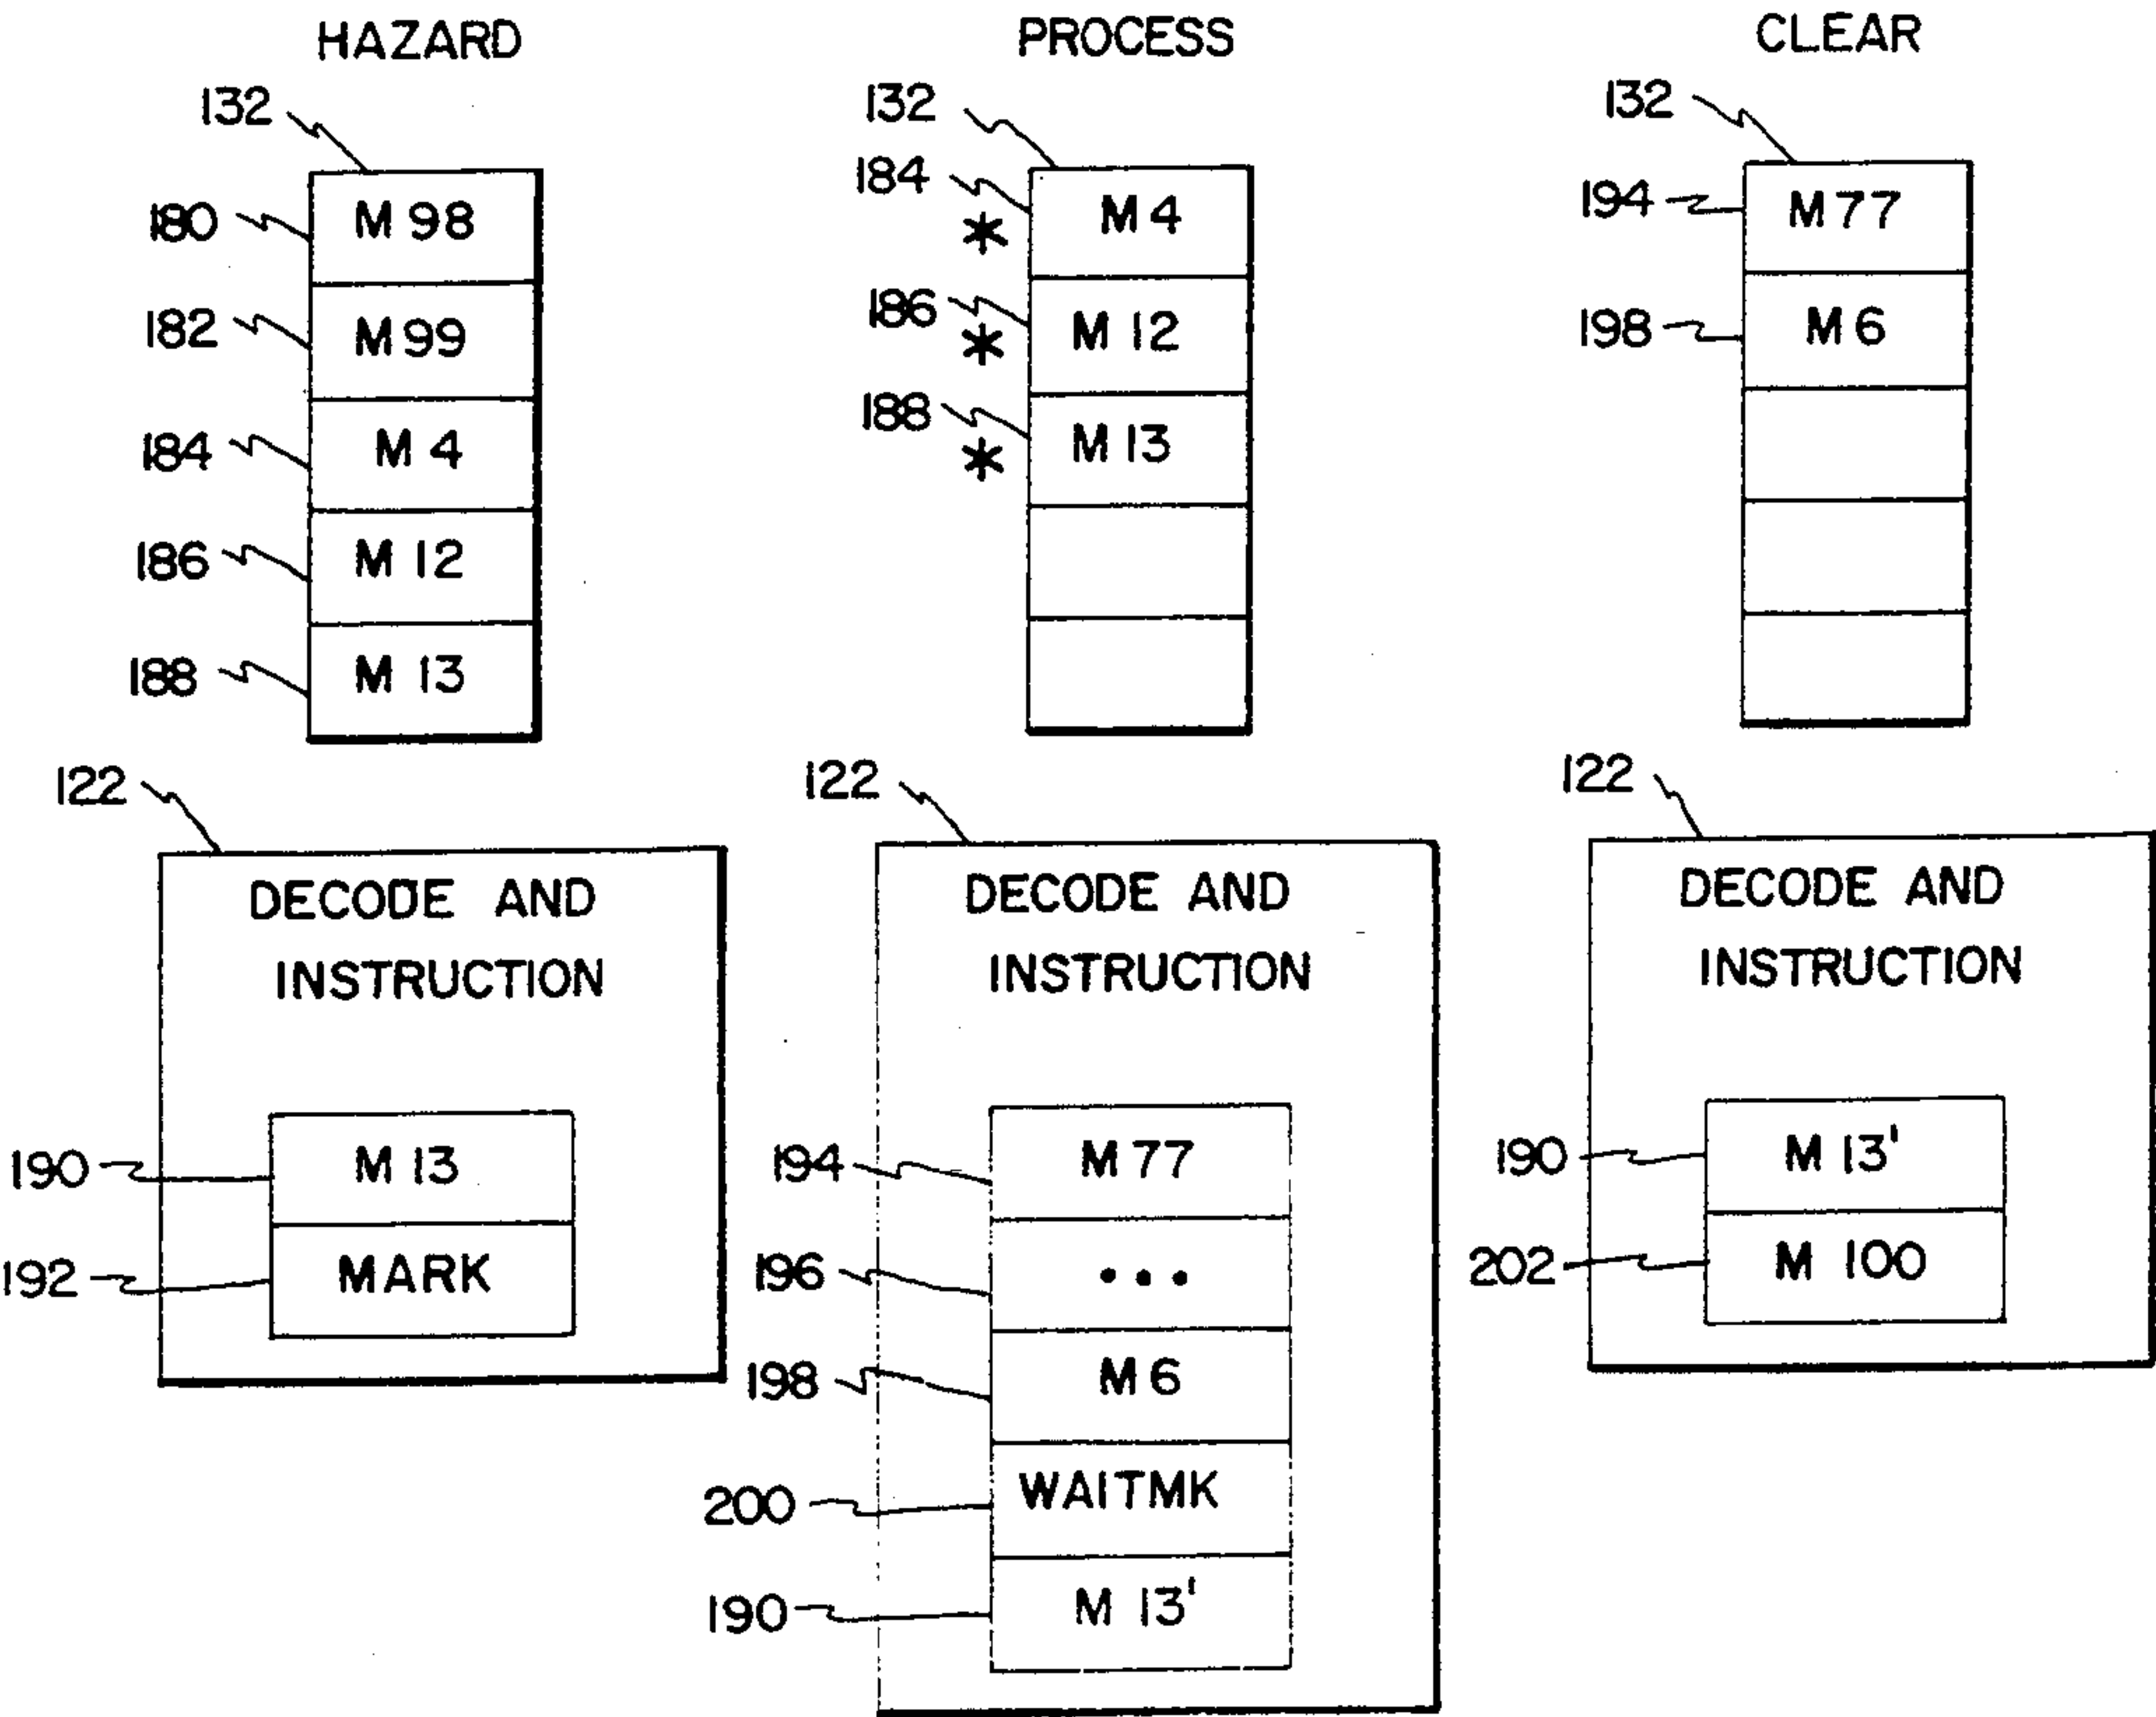 HAZARD
132
180
M 98
182
M 99
184
M 4
186
M 12
188
M 13
122
DECODE AND
INSTRUCTION
190
M 13
192
MARK
PROCESS
132
184
*
M 4
186
*
M 12
188
*
M 13
122
DECODE AND
INSTRUCTION
194
M 77
196
•••
198
M 6
200
WAITMK
190
M 13'
CLEAR
132
194
M 77
198
M 6
122
DECODE AND
INSTRUCTION
190
M 13'
202
M 100